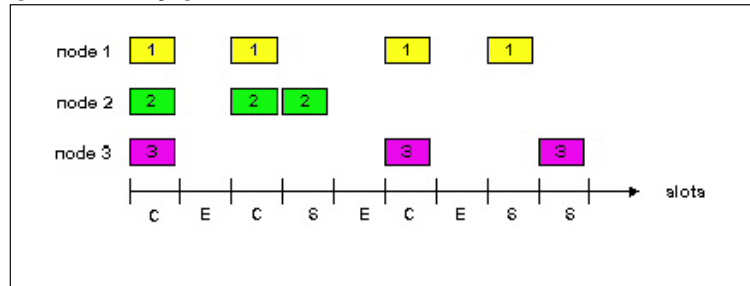 node 1 1 1 1 1
node 2 2 2 2
node 3 3 3 3
slots
C E C S E C E S S